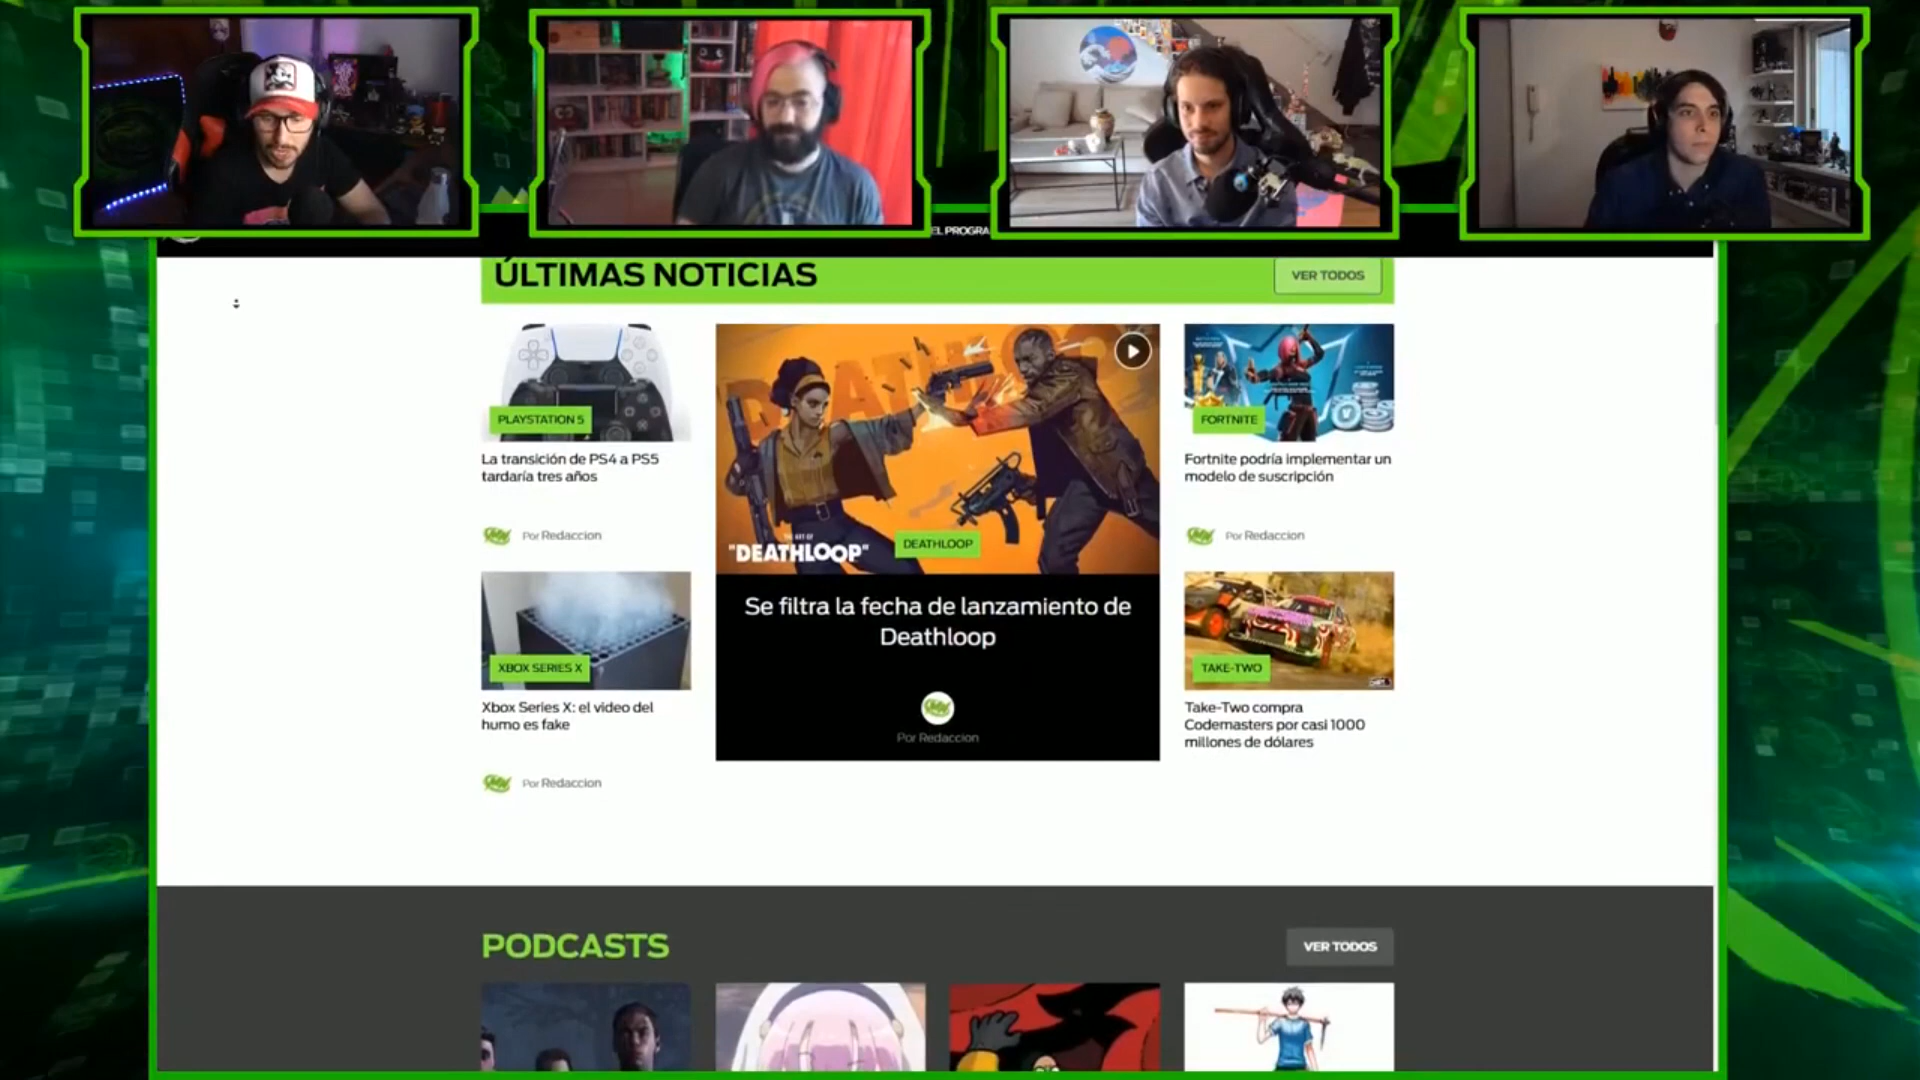 EL PROGRA
ÚLTIMAS NOTICIAS
VER TODOS
PLAYSTATION 5
La transición de PS4 a PS5
tardaría tres años
Por Redaccion
THE ART OF
"DEATHLOOP"
DEATHLOOP
Se filtra la fecha de lanzamiento de
Deathloop
Por Redaccion
FORTNITE
Fortnite podría implementar un
modelo de suscripción
Por Redaccion
XBOX SERIES X
Xbox Series X: el video del
humo es fake
Por Redaccion
TAKE-TWO
Take-Two compra
Codemasters por casi 1000
millones de dólares
PODCASTS
VER TODOS